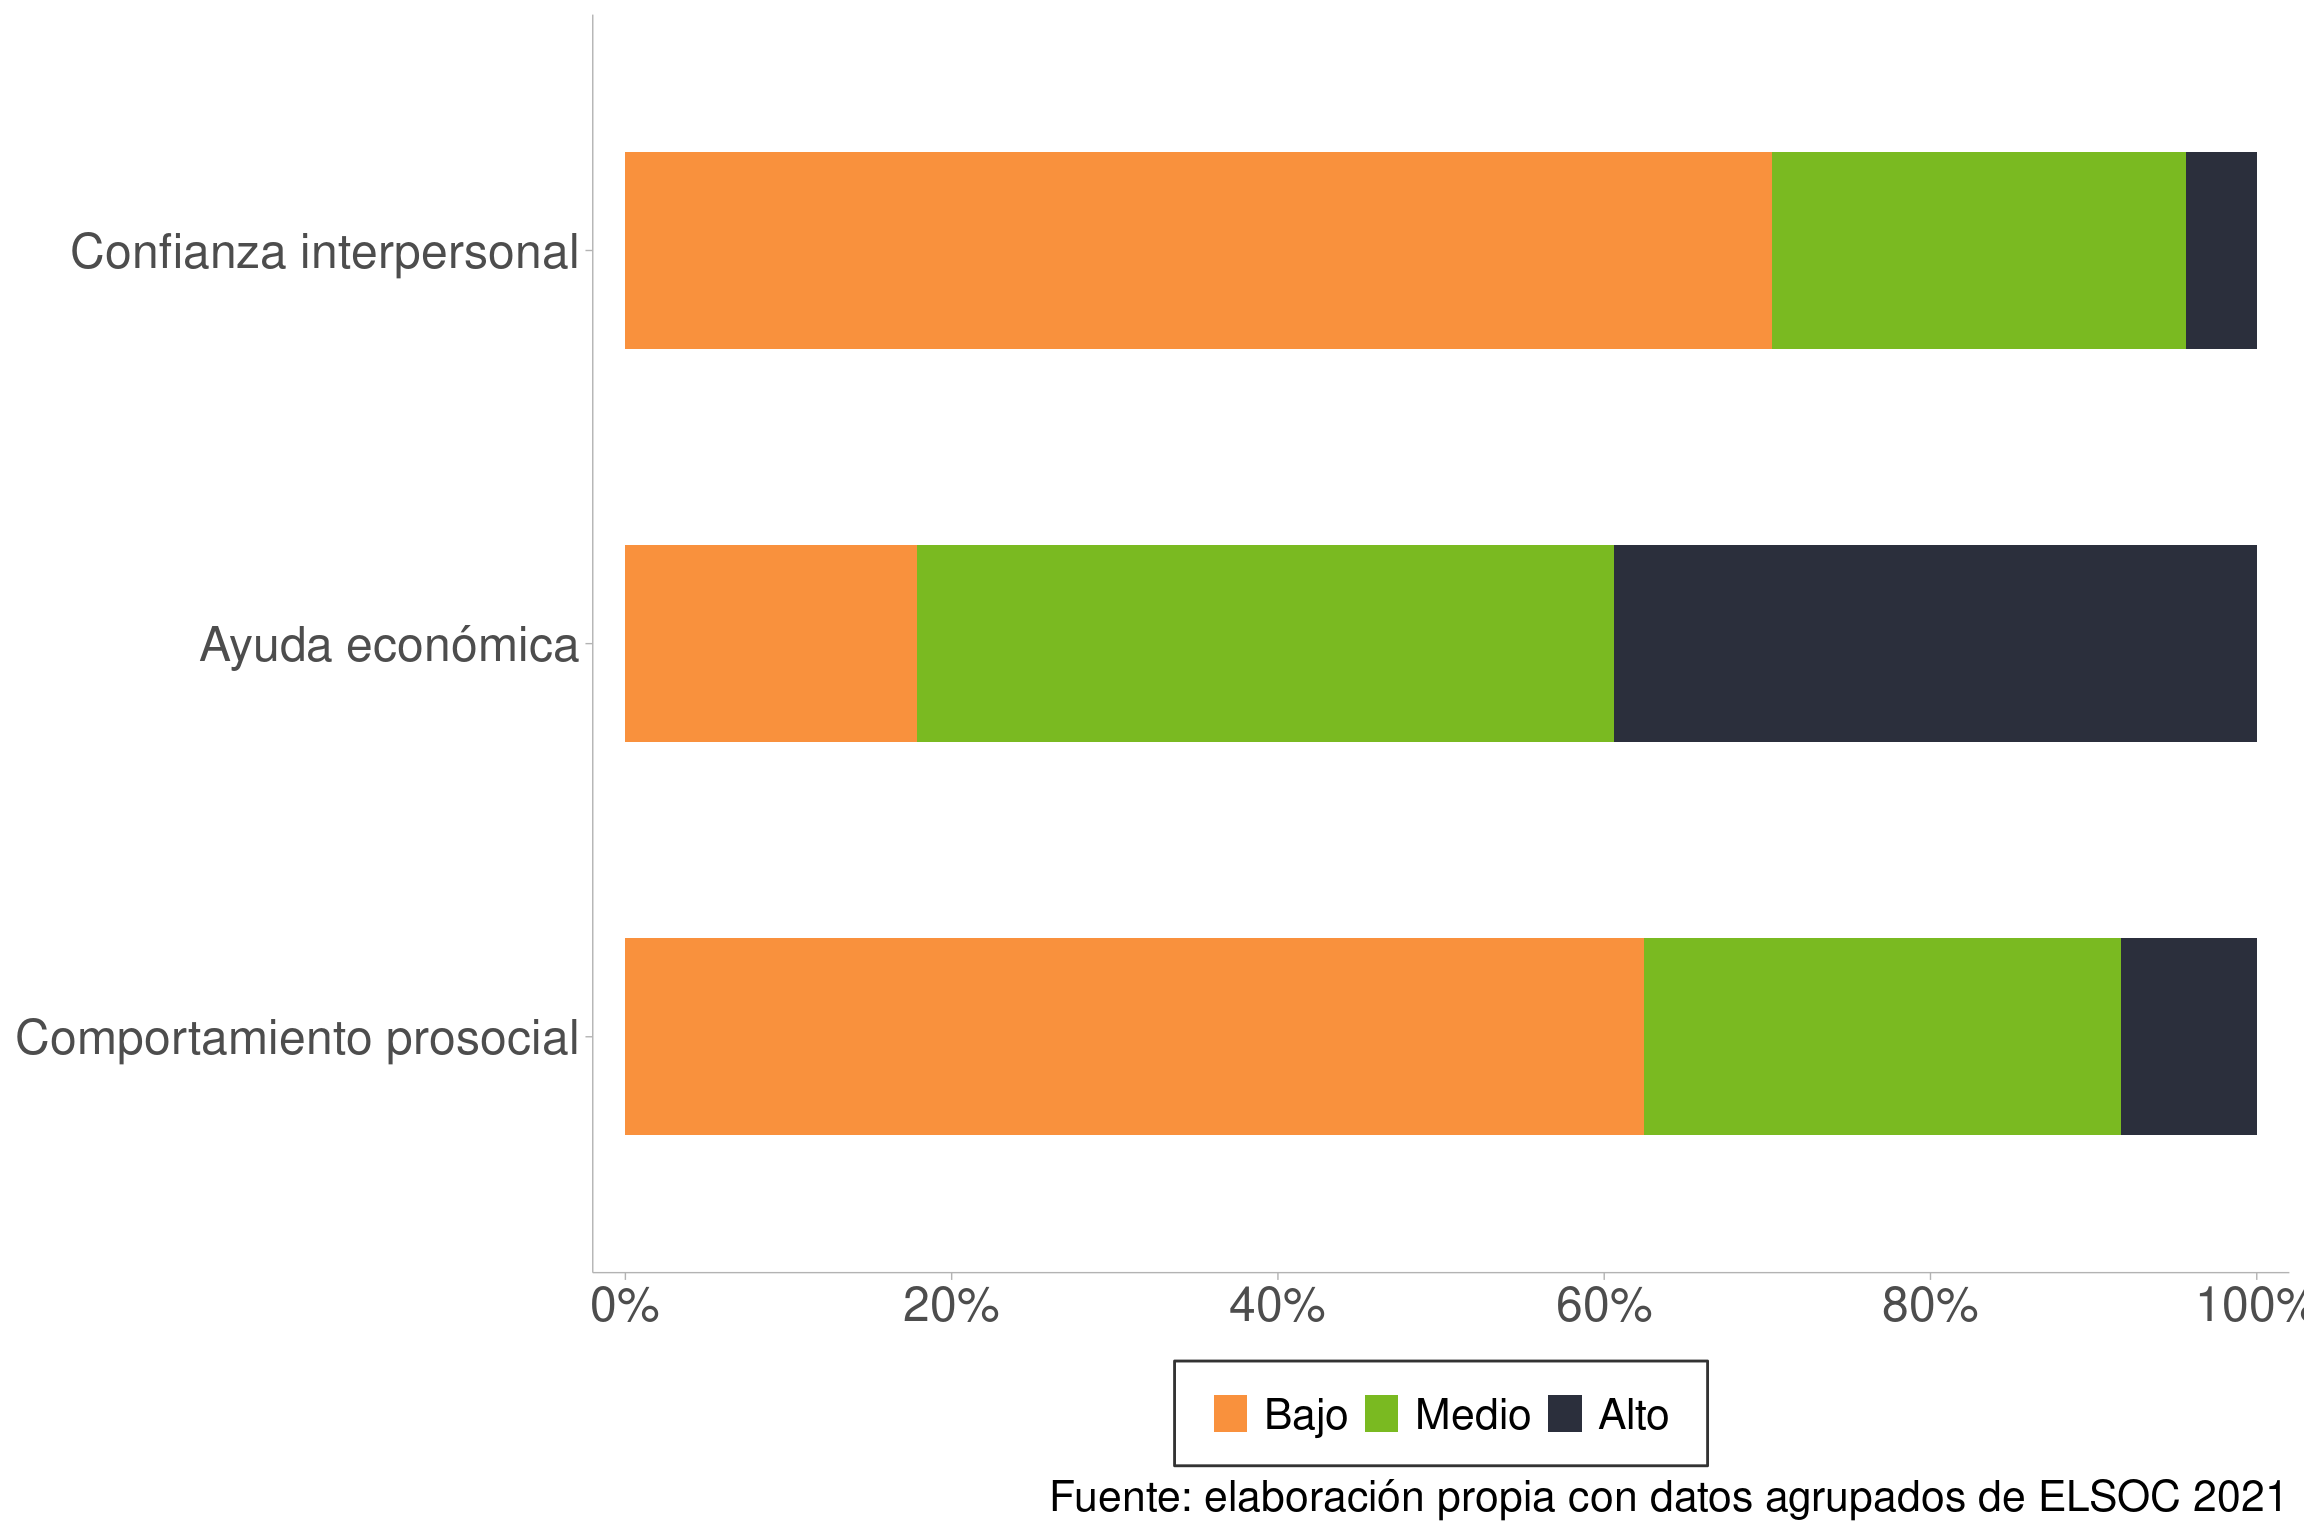 Confianza interpersonal
Ayuda económica
Comportamiento prosocial
0% 20% 40% 60% 80% 100%
Bajo Medio Alto
Fuente: elaboración propia con datos agrupados de ELSOC 2021